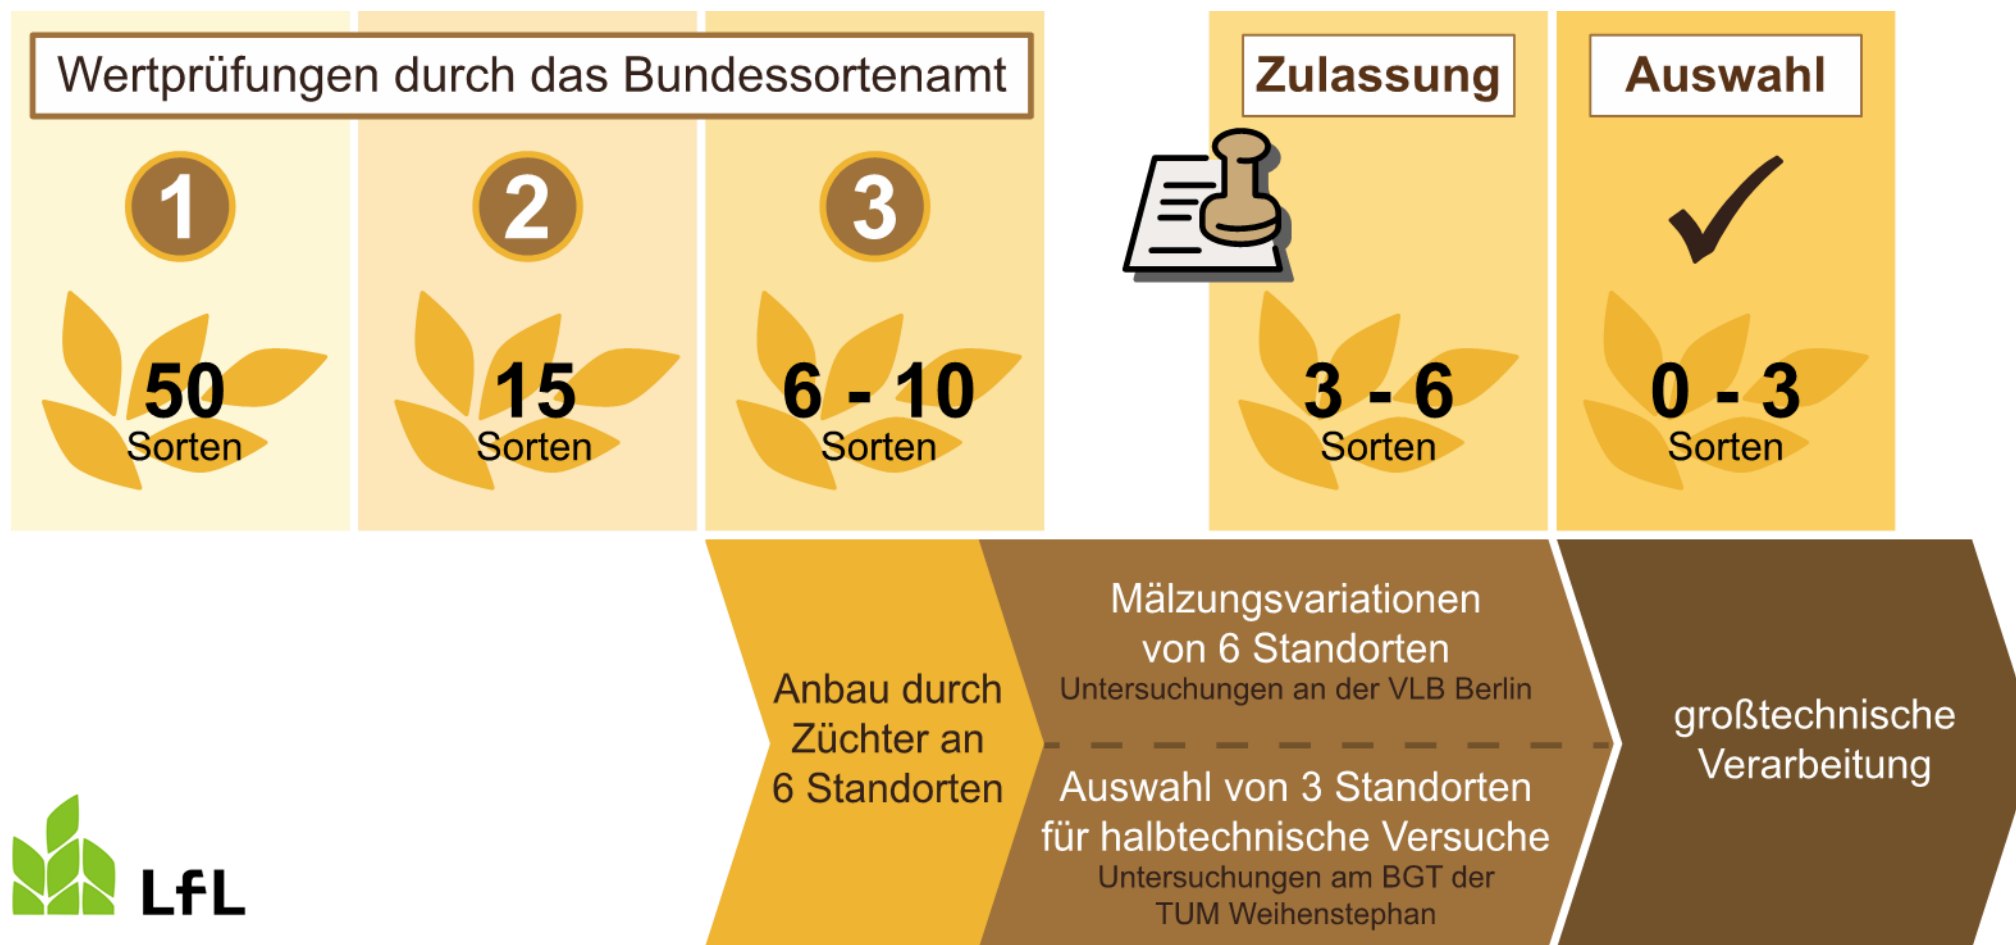 Wertprüfungen durch das Bundessortenamt
Zulassung
Auswahl
1
2
3
50
Sorten
15
Sorten
6 - 10
Sorten
3 - 6
Sorten
0 - 3
Sorten
Anbau durch
Züchter an
6 Standorten
Mälzungsvariationen
von 6 Standorten
Untersuchungen an der VLB Berlin
Auswahl von 3 Standorten
für halbtechnische Versuche
Untersuchungen am BGT der
TUM Weihenstephan
großtechnische
Verarbeitung
LfL